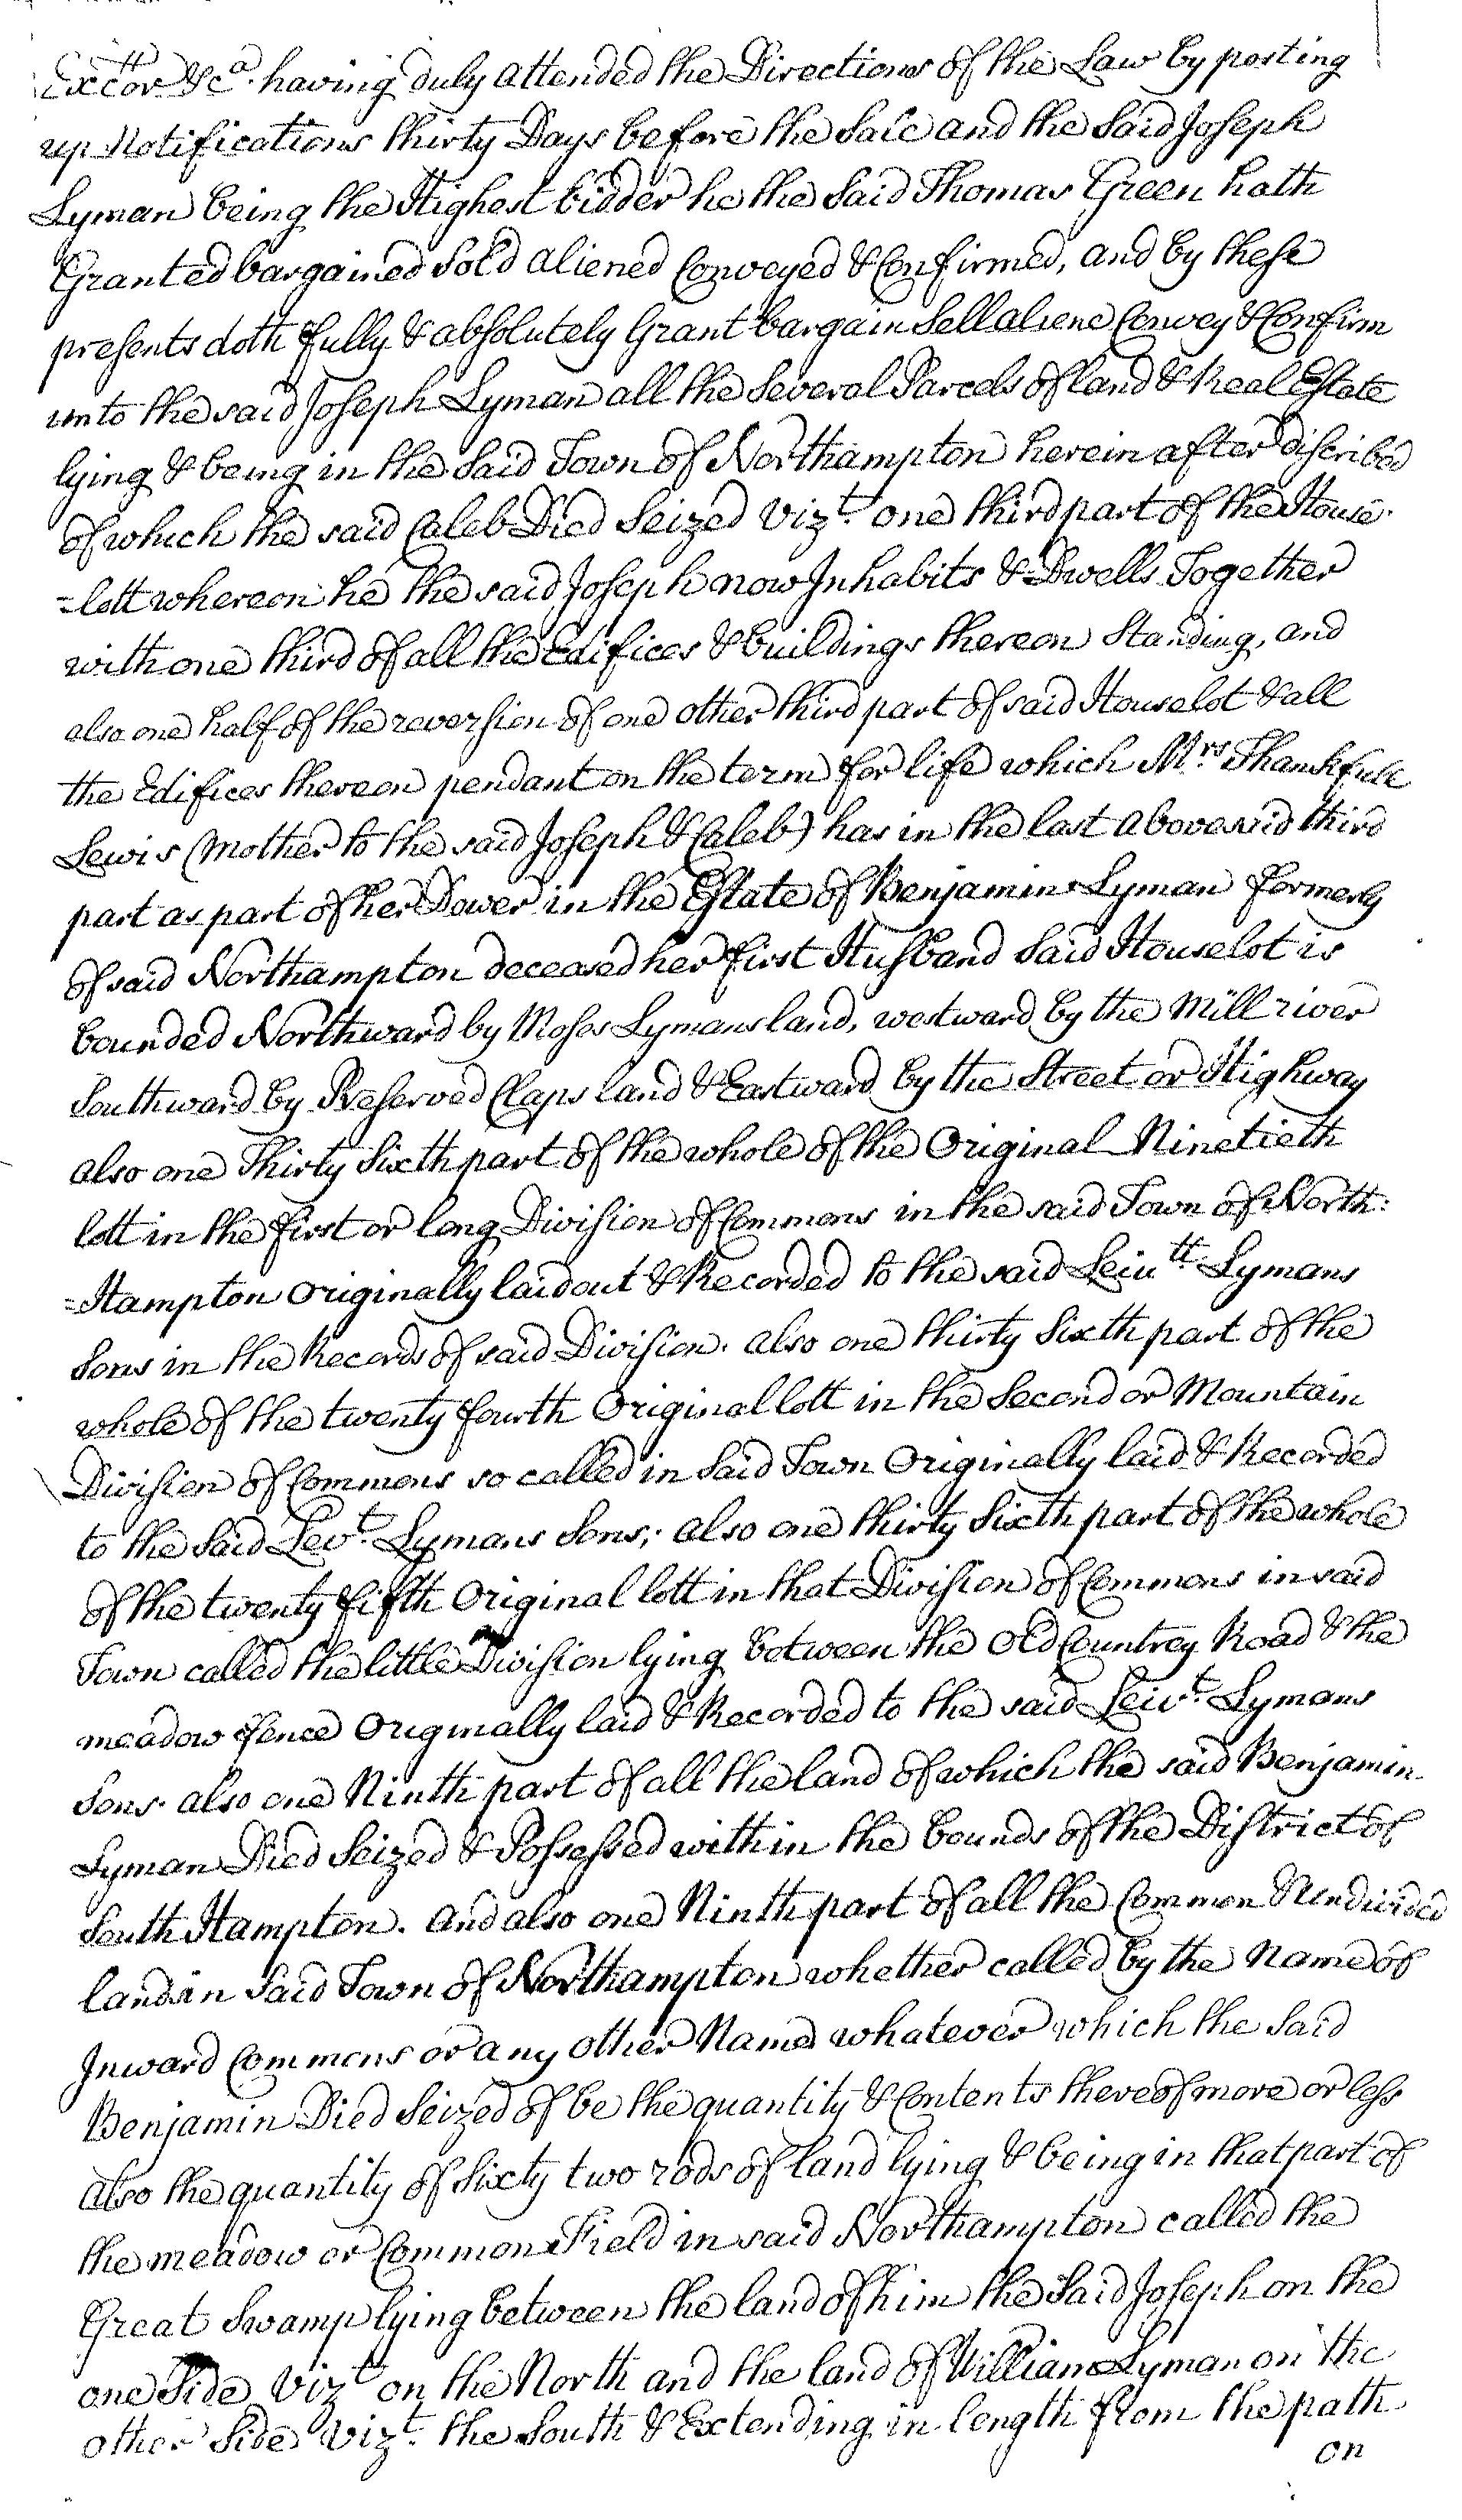 Exctor &ca. having duly attended the Directions of the Law by posting
up Notifications thirty Days before the Sale and the Said Joseph
Lyman being the Highest bidder he the Said Thomas Green hath
Granted bargained Sold aliened Conveyed & Confirmed, and by these
presents doth fully & absolutely Grant bargain Sell aliene Convey & Confirm
unto the said Joseph Lyman all the Several Parcels of land & Real Estate
lying & being in the Said Town of Northampton herein after discribed
of which the said Caleb Died Seized vizt. one third part of the House
=lott whereon he the said Joseph now Inhabits & Dwells Together
with one third of all the Edifices & buildings thereon Standing, and
also one half of the reversion of one other third part of said Houselot & all
the Edifices thereon pendant on the term for life which Mrs. Thankfull
Lewis (Mother to the said Joseph & Caleb) has in the last abovesaid third
part as part of her Dower in the Estate of Benjamin Lyman formerly
of said Northampton deceased her first Husband Said Houselot is
bounded Northward by Moses Lymans land, westward by the Mill river
Southward by Preserved Claps land & Eastward by the Street or Highway
also one Thirty Sixth part of the whole of the Original Ninetieth
lott in the first or long Division of Commons in the said Town of North:
=Hampton Originally laid out & Recorded to the said Leiutt. Lymans
Sons in the Records of said Division. also one thirty Sixth part of the
whole of the twenty fourth Original lott in the Second or Mountain
Division of Commons so called in Said Town Originally laid & Recorded
to the Said Levt. Lymans Sons; also one thirty Sixth part of the whole
of the twenty fifth Original lott in that Division of Commons in said
Town called the little Division lying between the Old Countrey Road & the
meadow fence Originally laid & Recorded to the said Leivt. Lymans
Sons. also one Ninth part of all the land of which the said Benjamin
Lyman Died Seized & Possessed within the bounds of the District of
South Hampton. and also one Ninth part of all the Common & Undivided
land in Said Town of Northampton whether called by the Name of
Inward Commons or any other Name whatever which the Said
Benjamin Died Seized of be the quantity & Contents thereof more or less
also the quantity of Sixty two rods of land lying & being in that part of
the meadow or Common Field in said Northampton called the
Great Swamp lying between the land of him the Said Joseph on the
one Side Vizt on the North and the land of William Lyman on the
other Side Vizt. the South & Extending in length from the path
on